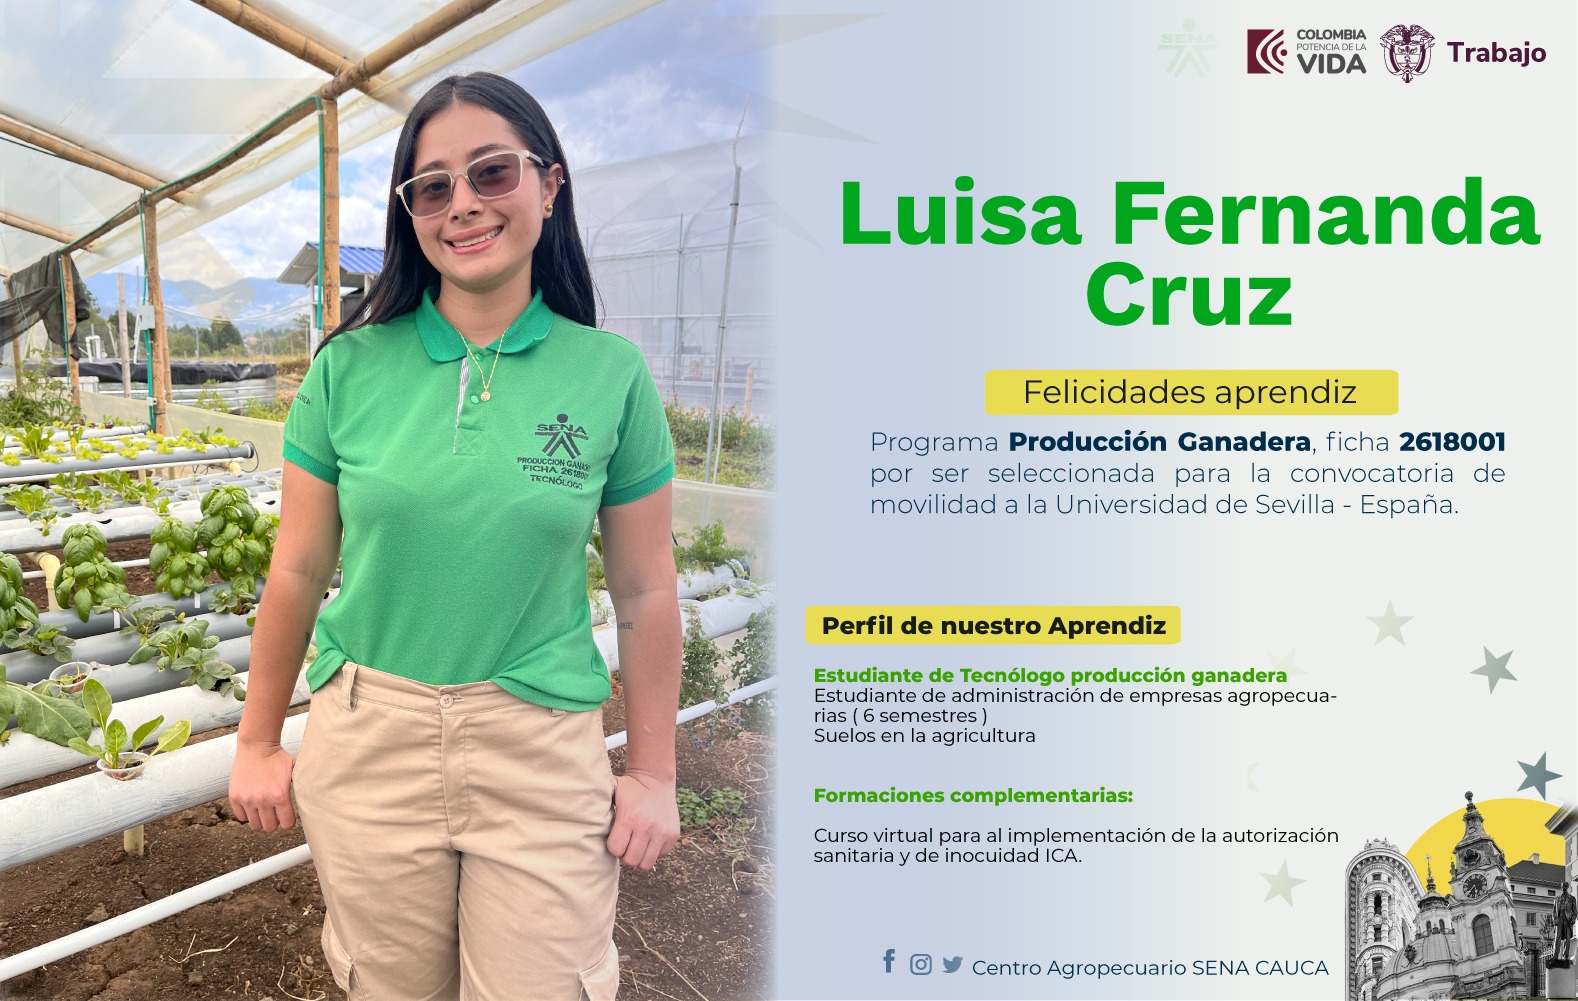 SENA
COLOMBIA
POTENCIA DE LA
VIDA
Trabajo
Luisa Fernanda
Cruz
Felicidades aprendiz
Programa Producción Ganadera, ficha 2618001
por ser seleccionada para la convocatoria de
movilidad a la Universidad de Sevilla - España.
SENA
PRODUCCION GANADE
FICHA 2618001
TECNÓLOGO
Perfil de nuestro Aprendiz
Estudiante de Tecnólogo producción ganadera
Estudiante de administración de empresas agropecua-
rias ( 6 semestres )
Suelos en la agricultura
Formaciones complementarias:
Curso virtual para al implementación de la autorización
sanitaria y de inocuidad ICA.
Centro Agropecuario SENA CAUCA